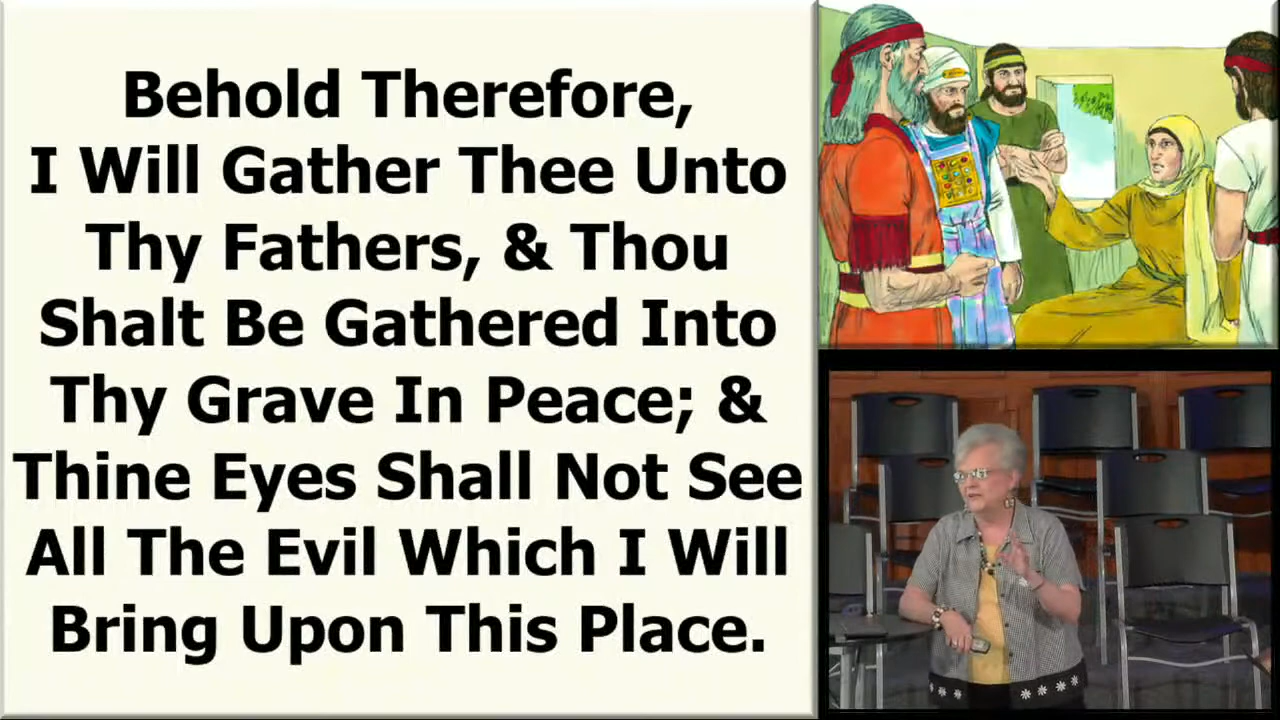 Behold Therefore,
I Will Gather Thee Unto
Thy Fathers, & Thou
Shalt Be Gathered Into
Thy Grave In Peace; &
Thine Eyes Shall Not See
All The Evil Which I Will
Bring Upon This Place.